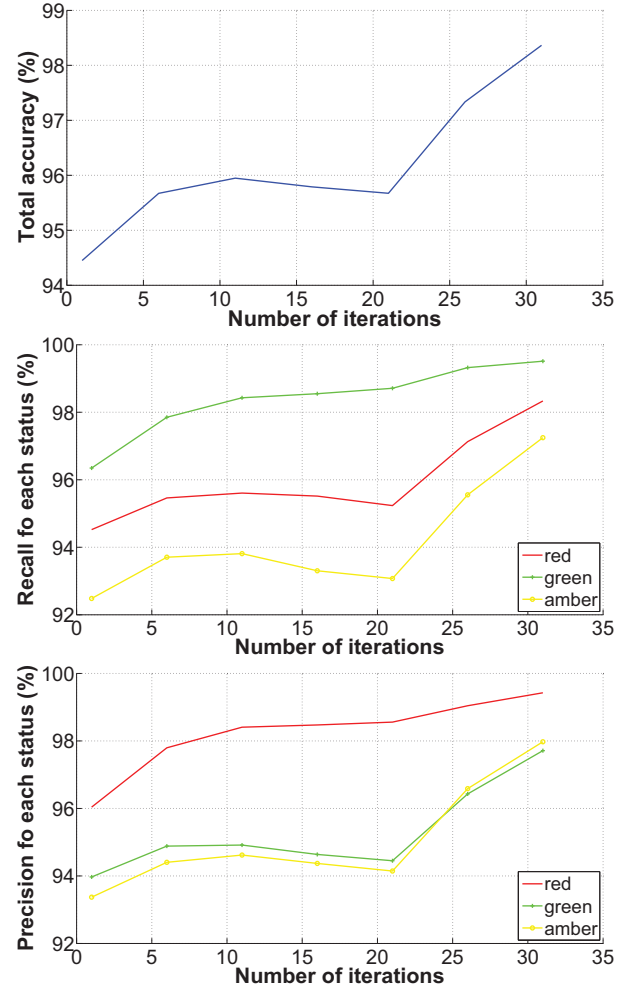 99
98
97
96
95
94
Total accuracy (%)
0 5 10 15 20 25 30 35
Number of iterations
100
98
96
94
92
Recall fo each status (%)
red
green
amber
0 5 10 15 20 25 30 35
Number of iterations
100
98
96
94
92
Precision fo each status (%)
red
green
amber
0 5 10 15 20 25 30 35
Number of iterations